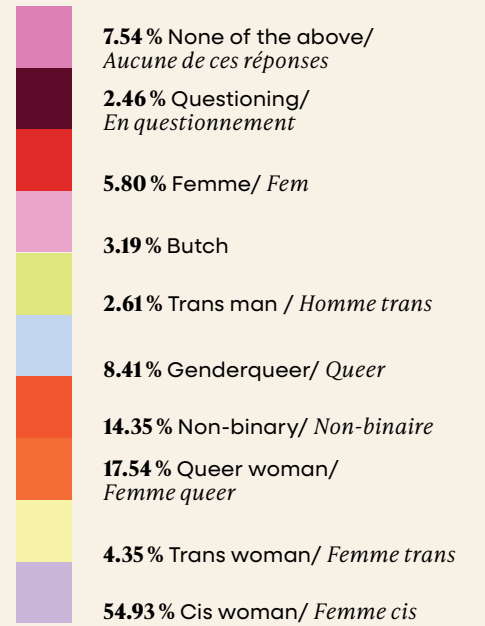 7.54 % None of the above/
Aucune de ces réponses
2.46 % Questioning/
En questionnement
5.80 % Femme/ Fem
3.19 % Butch
2.61 % Trans man / Homme trans
8.41 % Genderqueer/ Queer
14.35 % Non-binary/ Non-binaire
17.54 % Queer woman/
Femme queer
4.35 % Trans woman/ Femme trans
54.93 % Cis woman/ Femme cis